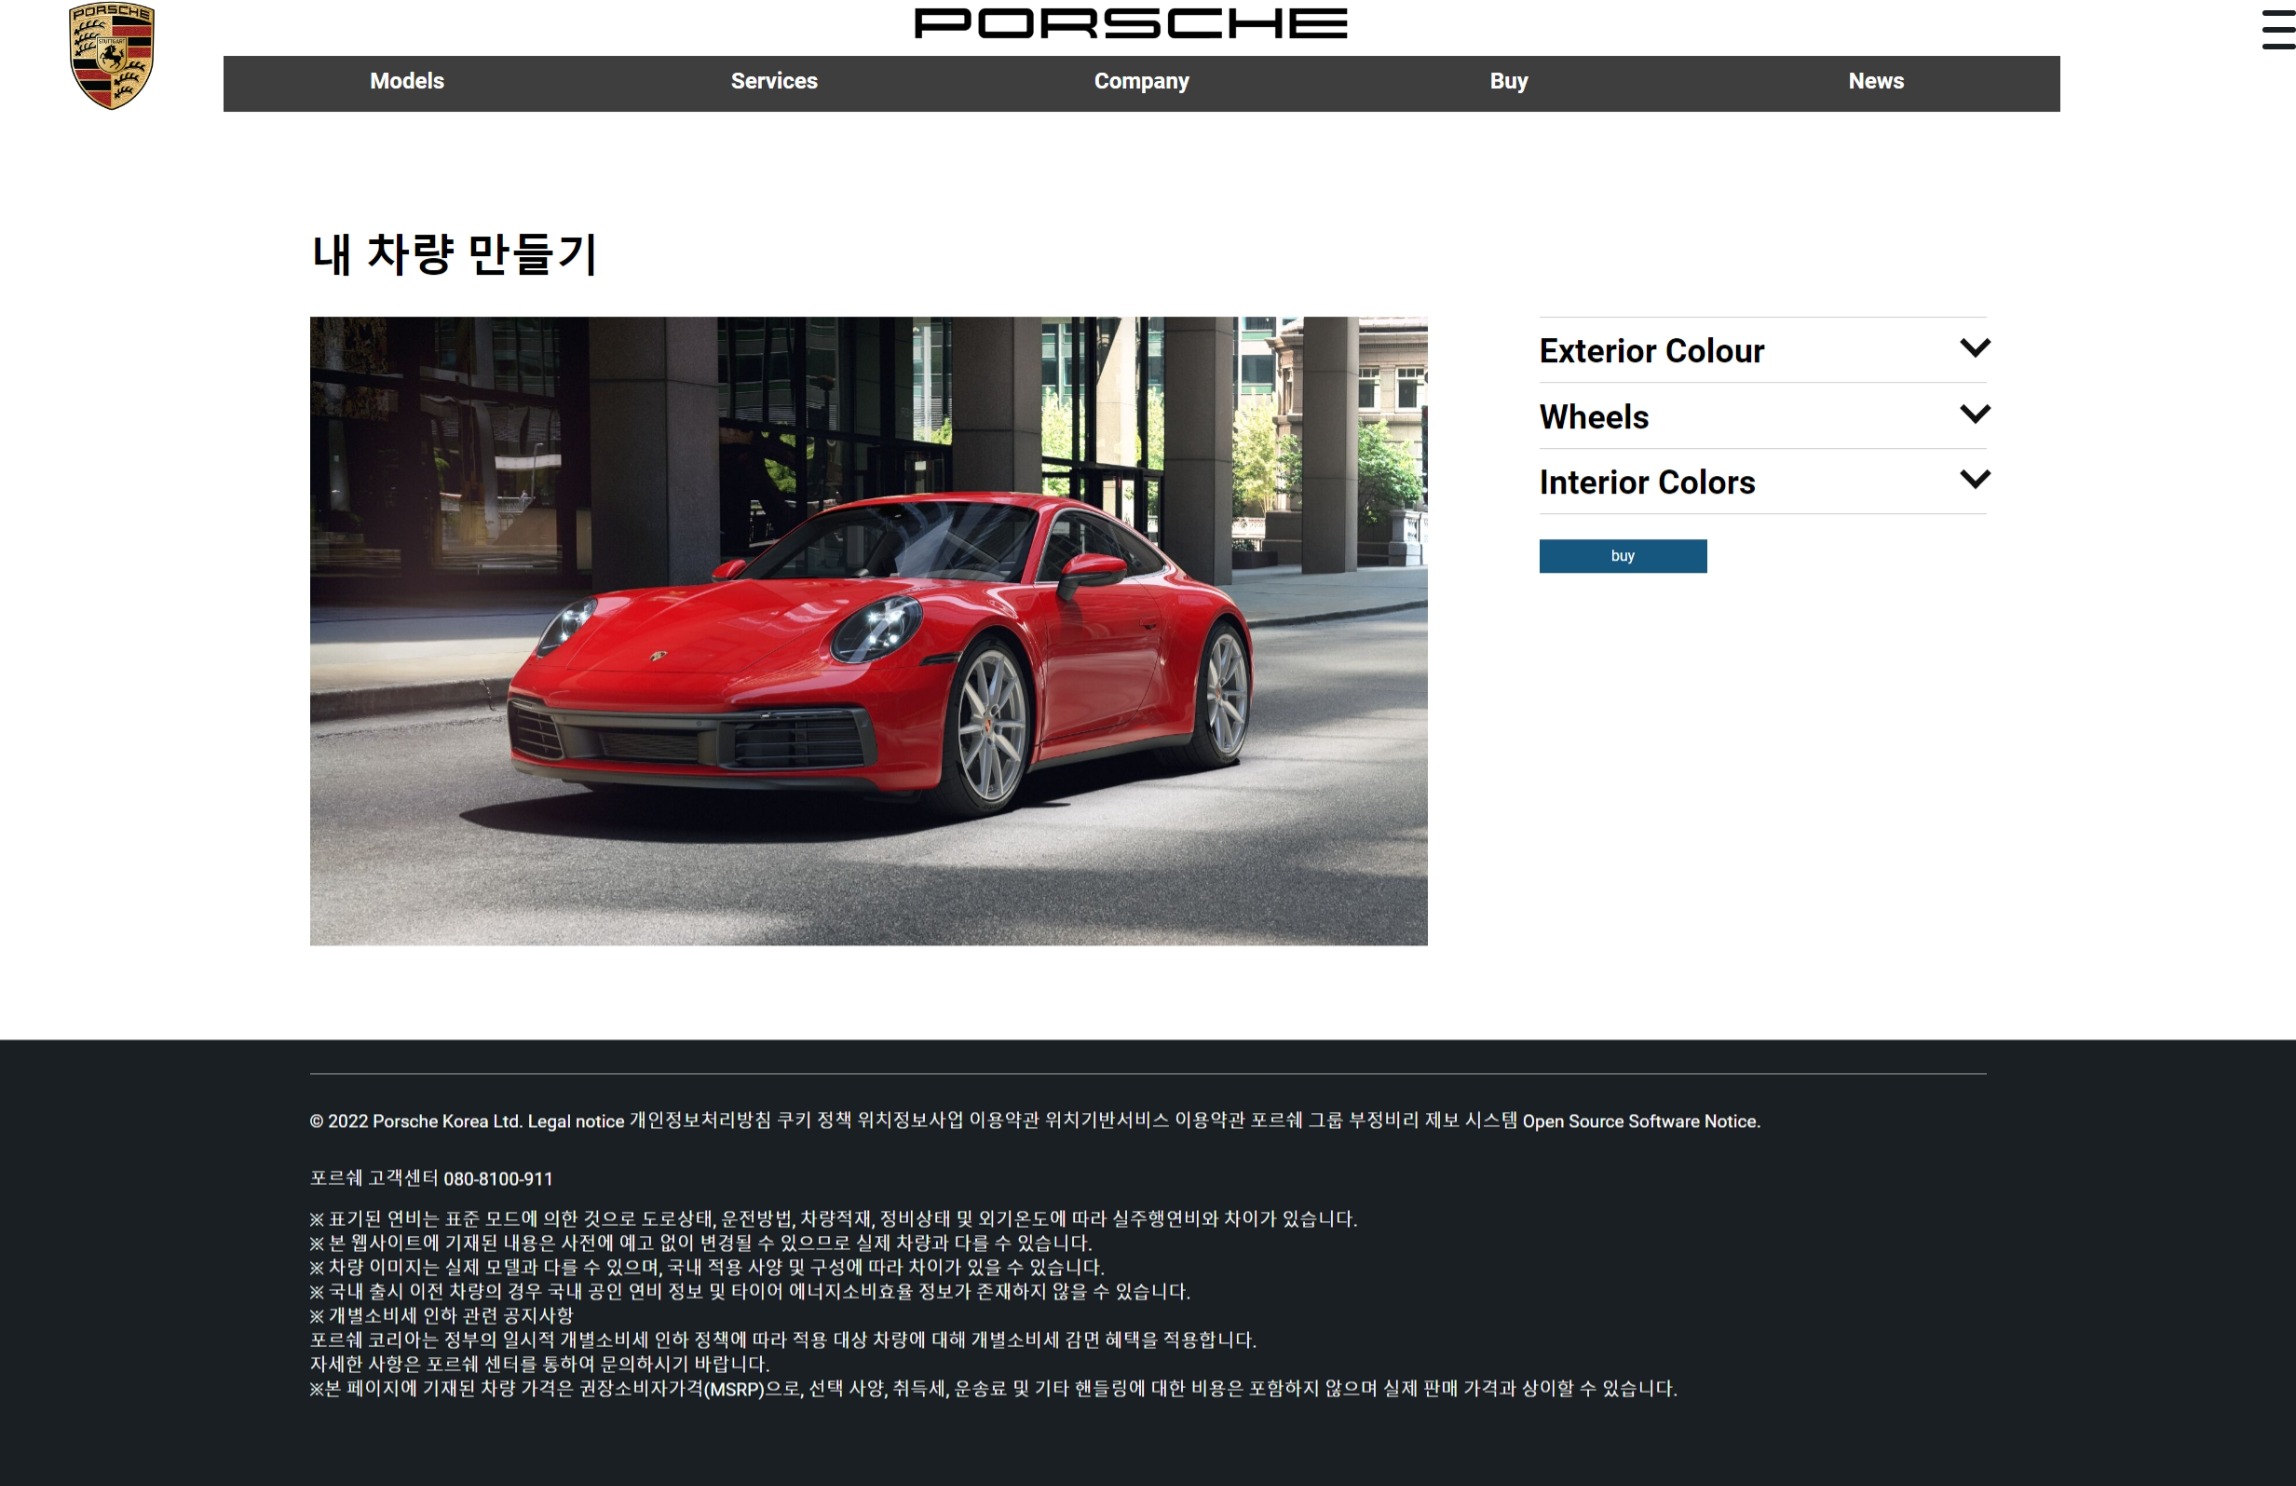 PORSCHE
STUTTGART
PORSCHE
Models Services Company Buy News
내 차량 만들기
Exterior Colour
Wheels
Interior Colors
buy
© 2022 Porsche Korea Ltd. Legal notice 개인정보처리방침 쿠키 정책 위치정보사업 이용약관 위치기반서비스 이용약관 포르쉐 그룹 부정비리 제보 시스템 Open Source Software Notice.
포르쉐 고객센터 080-8100-911
※ 표기된 연비는 표준 모드에 의한 것으로 도로상태, 운전방법, 차량적재, 정비상태 및 외기온도에 따라 실주행연비와 차이가 있습니다.
※ 본 웹사이트에 기재된 내용은 사전에 예고 없이 변경될 수 있으므로 실제 차량과 다를 수 있습니다.
※ 차량 이미지는 실제 모델과 다를 수 있으며, 국내 적용 사양 및 구성에 따라 차이가 있을 수 있습니다.
※ 국내 출시 이전 차량의 경우 국내 공인 연비 정보 및 타이어 에너지소비효율 정보가 존재하지 않을 수 있습니다.
※ 개별소비세 인하 관련 공지사항
포르쉐 코리아는 정부의 일시적 개별소비세 인하 정책에 따라 적용 대상 차량에 대해 개별소비세 감면 혜택을 적용합니다.
자세한 사항은 포르쉐 센터를 통하여 문의하시기 바랍니다.
※본 페이지에 기재된 차량 가격은 권장소비자가격(MSRP)으로, 선택 사양, 취득세, 운송료 및 기타 핸들링에 대한 비용은 포함하지 않으며 실제 판매 가격과 상이할 수 있습니다.